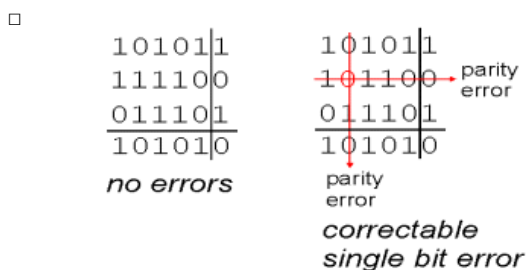 101011
111100
011101
101010
no errors
101011
101100
011101
101010
parity
error
parity
error
correctable
single bit error